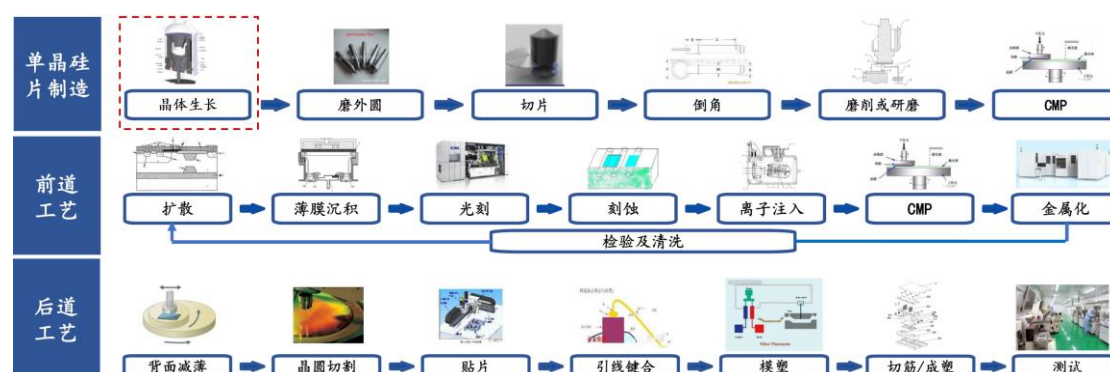 单晶硅
片制造
晶体生长
磨外圆
切片
倒角
磨削或研磨
CMP
前道
工艺
扩散
薄膜沉积
光刻
刻蚀
离子注入
CMP
金属化
检验及清洗
后道
工艺
背面减薄
晶圆切割
贴片
引线键合
模塑
切筋/成塑
测试